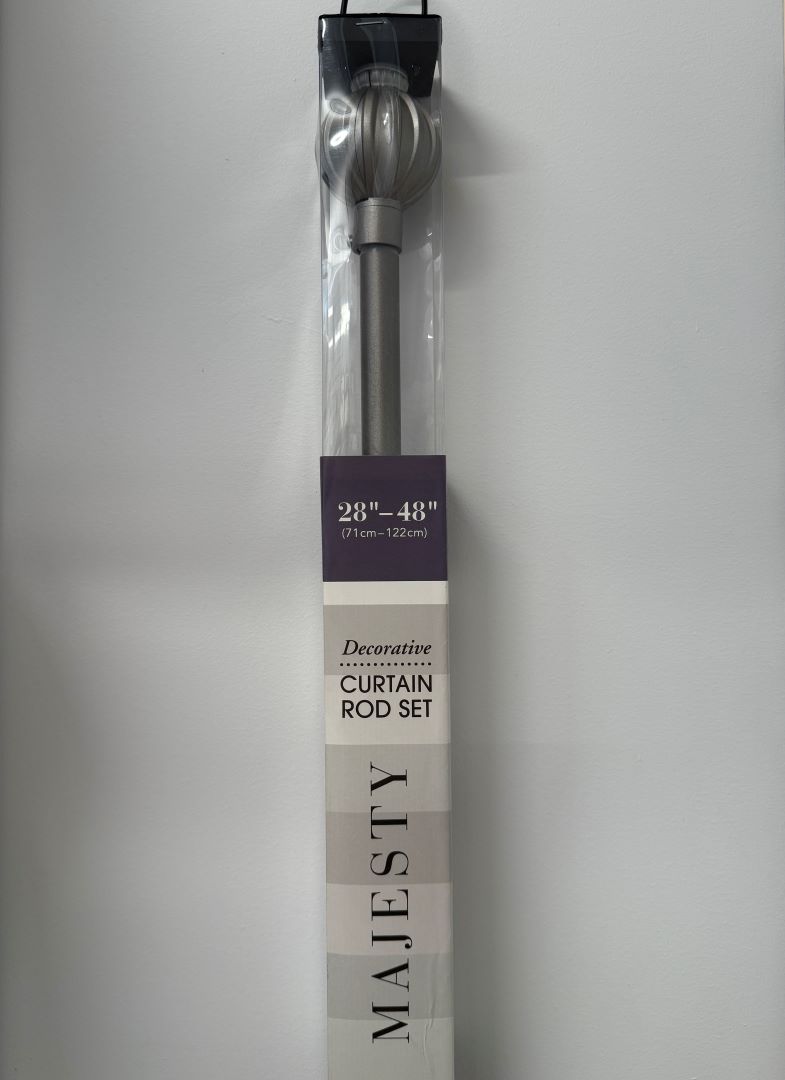 28"–48"
(71cm–122cm)
Decorative
CURTAIN
ROD SET
MAJESTY